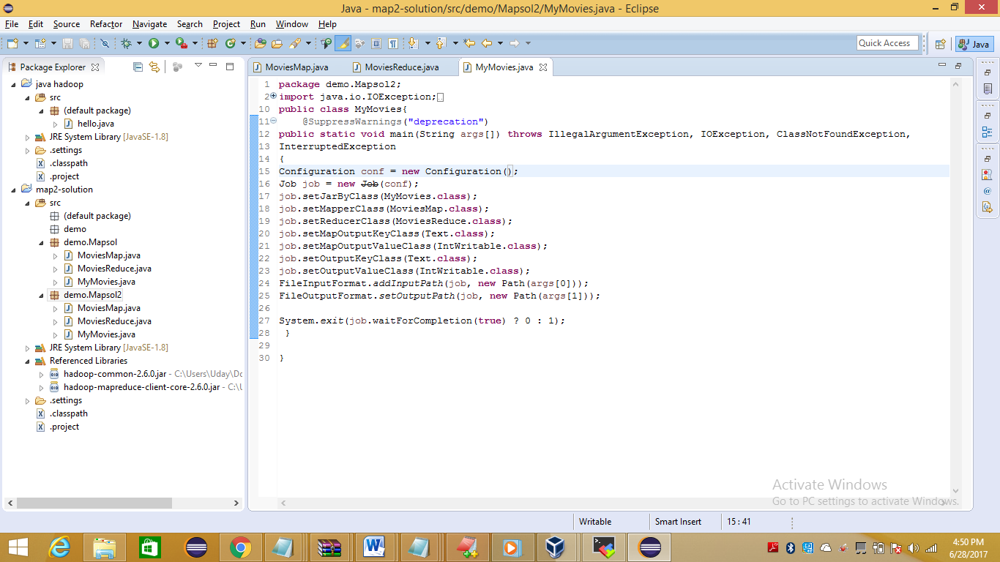 Java - map2-solution/src/demo/Mapsol2/MyMovies.java - Eclipse
File Edit Source Refactor Navigate Search Project Run Window Help
Quick Access
Java
Package Explorer
java hadoop
src
(default package)
hello.java
JRE System Library [JavaSE-1.8]
.settings
.classpath
.project
map2-solution
src
(default package)
demo
demo.Mapsol
MoviesMap.java
MoviesReduce.java
MyMovies.java
demo.Mapsol2
MoviesMap.java
MoviesReduce.java
MyMovies.java
JRE System Library [JavaSE-1.8]
Referenced Libraries
hadoop-common-2.6.0.jar - C:\Users\Uday\Do
hadoop-mapreduce-client-core-2.6.0.jar - C:\U
.settings
.classpath
.project
MoviesMap.java MoviesReduce.java MyMovies.java
1 package demo.Mapsol2;
2 import java.io.IOException;
10 public class MyMovies{
11 @SuppressWarnings("deprecation")
12 public static void main(String args[]) throws IllegalArgumentException, IOException, ClassNotFoundException,
13 InterruptedException
14 {
15 Configuration conf = new Configuration();
16 Job job = new Job(conf);
17 job.setJarByClass(MyMovies.class);
18 job.setMapperClass(MoviesMap.class);
19 job.setReducerClass(MoviesReduce.class);
20 job.setMapOutputKeyClass(Text.class);
21 job.setMapOutputValueClass(IntWritable.class);
22 job.setOutputKeyClass(Text.class);
23 job.setOutputValueClass(IntWritable.class);
24 FileInputFormat.addInputPath(job, new Path(args[0]));
25 FileOutputFormat.setOutputPath(job, new Path(args[1]));
26
27 System.exit(job.waitForCompletion(true) ? 0 : 1);
28 }
29
30 }
Activate Windows
Go to PC settings to activate Windows.
Writable Smart Insert 15 : 41
4:50 PM
6/28/2017